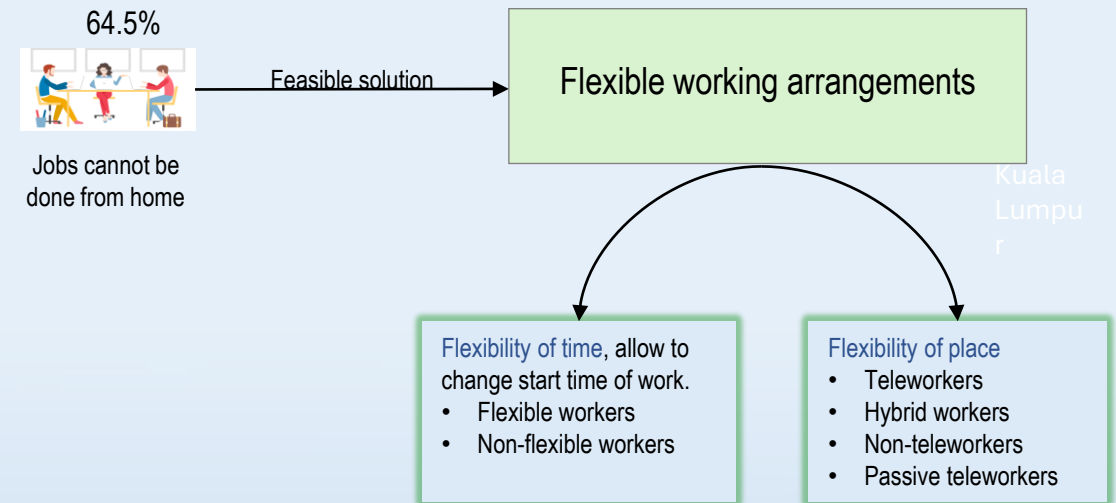 64.5%
Feasible solution
Flexible working arrangements
Jobs cannot be
done from home
Kuala
Lumpu
r
Flexibility of time, allow to
change start time of work.
• Flexible workers
• Non-flexible workers
Flexibility of place
• Teleworkers
• Hybrid workers
• Non-teleworkers
• Passive teleworkers